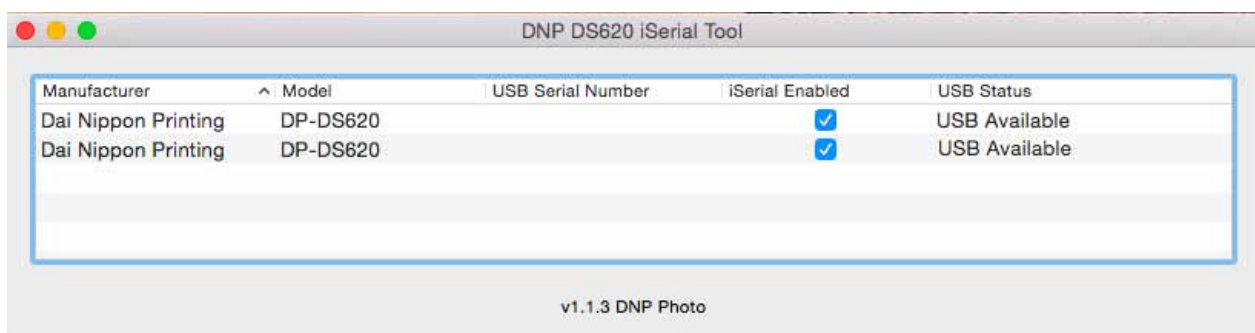 DNP DS620 iSerial Tool
Manufacturer Model USB Serial Number iSerial Enabled USB Status
Dai Nippon Printing DP-DS620 USB Available
Dai Nippon Printing DP-DS620 USB Available
v1.1.3 DNP Photo